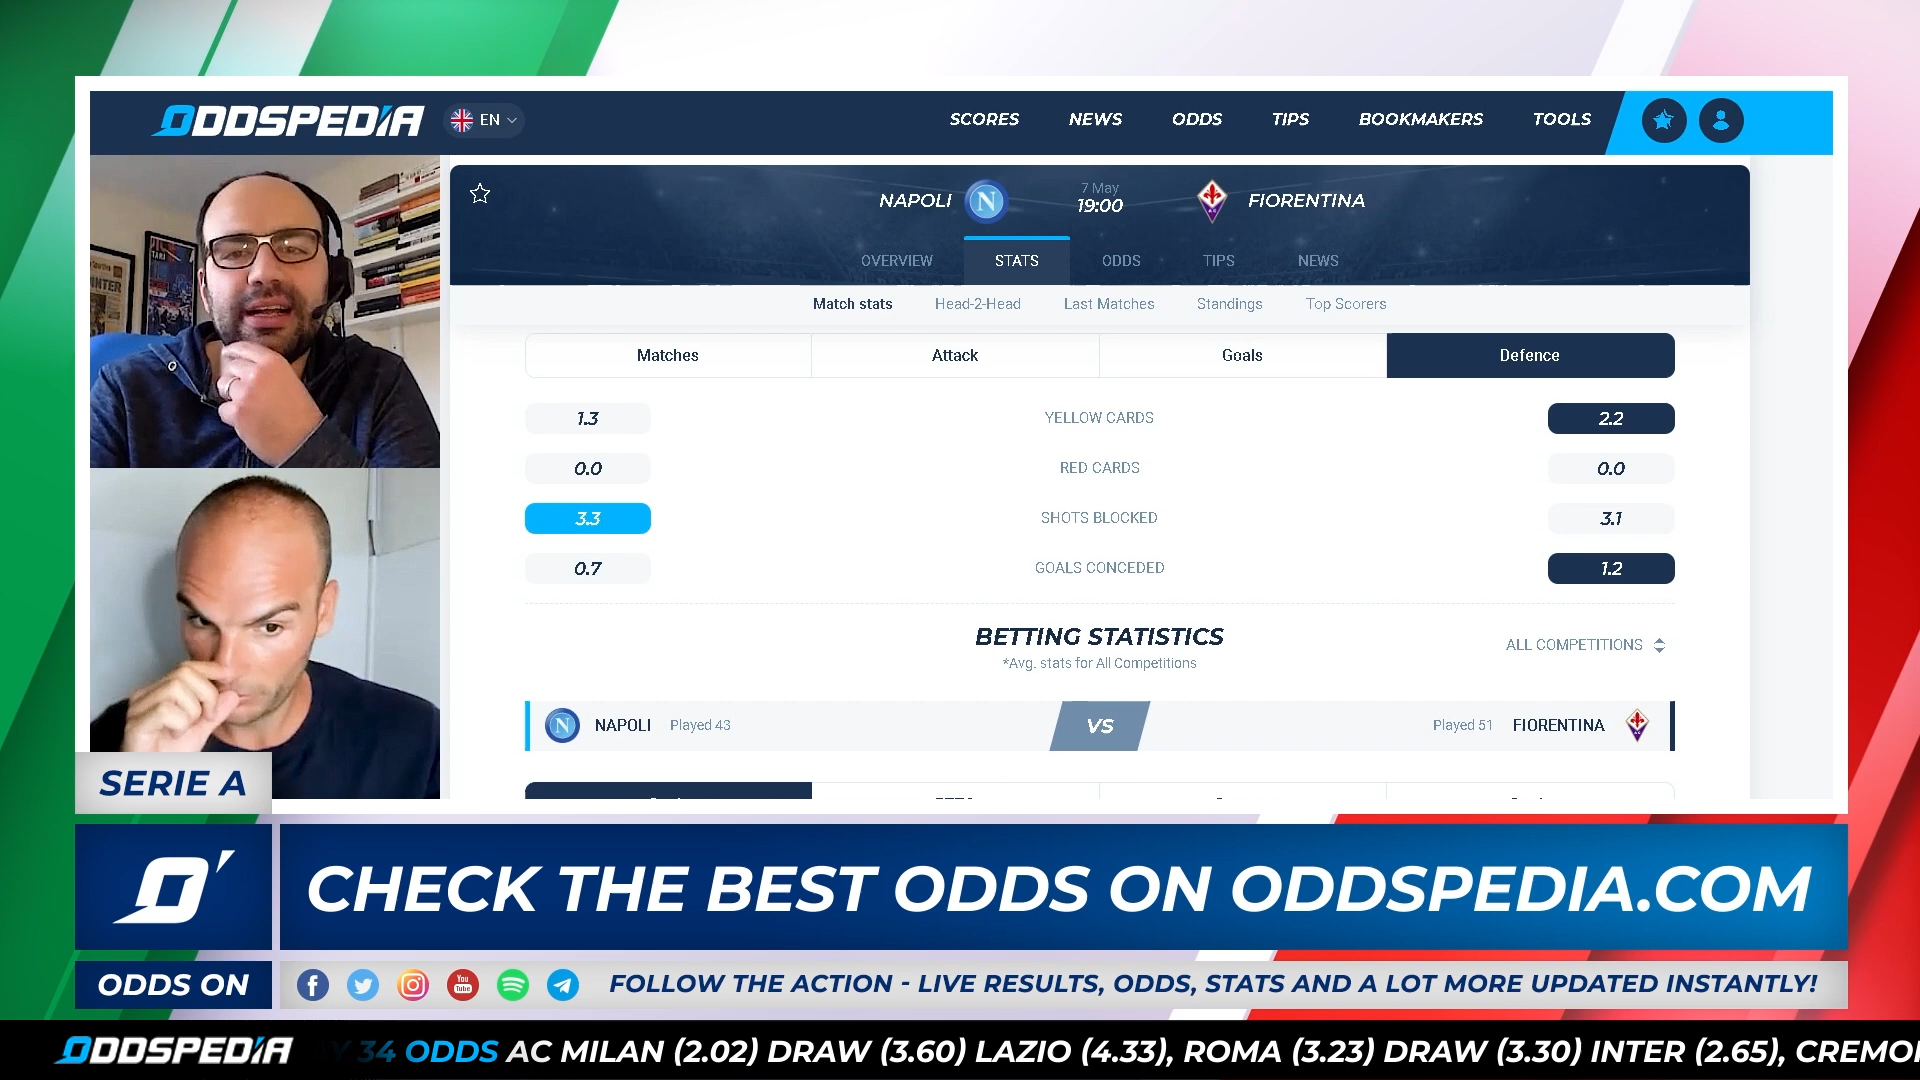 ODDSPEDIA
EN
SCORES NEWS ODDS TIPS BOOKMAKERS TOOLS
NAPOLI
7 May
19:00
FIORENTINA
OVERVIEW STATS ODDS TIPS NEWS
Match stats Head-2-Head Last Matches Standings Top Scorers
Matches Attack Goals Defence
1.3 YELLOW CARDS 2.2
0.0 RED CARDS 0.0
3.3 SHOTS BLOCKED 3.1
0.7 GOALS CONCEDED 1.2
BETTING STATISTICS
*Avg. stats for All Competitions
ALL COMPETITIONS
NAPOLI Played 43 VS Played 51 FIORENTINA
INTER
SERIE A
CHECK THE BEST ODDS ON ODDSPEDIA.COM
ODDS ON
You Tube
FOLLOW THE ACTION - LIVE RESULTS, ODDS, STATS AND A LOT MORE UPDATED INSTANTLY!
ODDSPEDIA
Y 34 ODDS AC MILAN (2.02) DRAW (3.60) LAZIO (4.33), ROMA (3.23) DRAW (3.30) INTER (2.65), CREMO